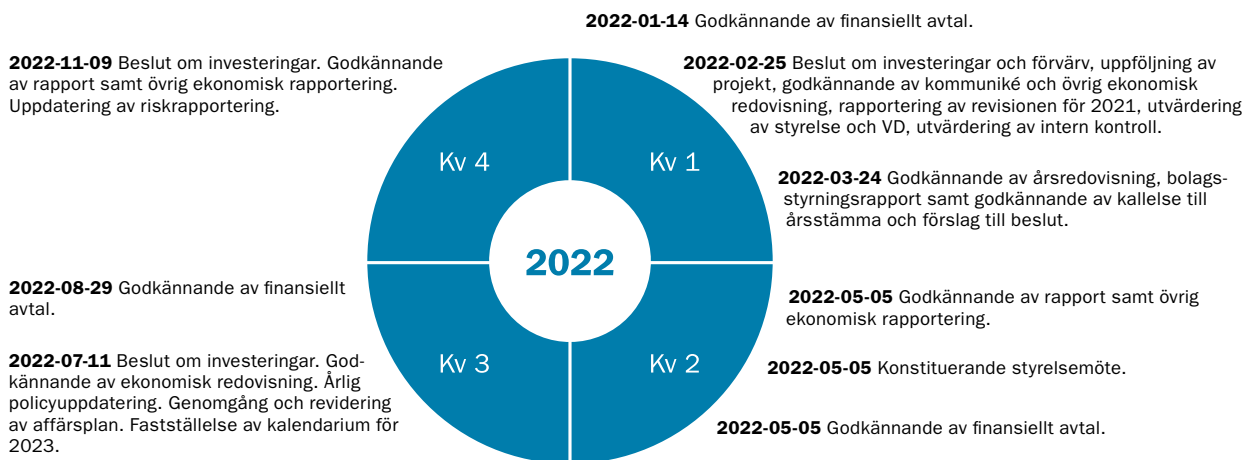 2022-01-14 Godkännande av finansiellt avtal.
2022-02-25 Beslut om investeringar och förvärv, uppföljning av
projekt, godkännande av kommuniké och övrig ekonomisk
redovisning, rapportering av revisionen för 2021, utvärdering
av styrelse och VD, utvärdering av intern kontroll.
2022-03-24 Godkännande av årsredovisning, bolags-
styrningsrapport samt godkännande av kallelse till
årsstämma och förslag till beslut.
2022-05-05 Godkännande av rapport samt övrig
ekonomisk rapportering.
2022-05-05 Konstituerande styrelsemöte.
2022-05-05 Godkännande av finansiellt avtal.
2022-11-09 Beslut om investeringar. Godkännande
av rapport samt övrig ekonomisk rapportering.
Uppdatering av riskrapportering.
2022-08-29 Godkännande av finansiellt
avtal.
2022-07-11 Beslut om investeringar. God-
kännande av ekonomisk redovisning. Årlig
policyuppdatering. Genomgång och revidering
av affärsplan. Fastställelse av kalendarium för
2023.
Kv 4
Kv 1
2022
Kv 3
Kv 2